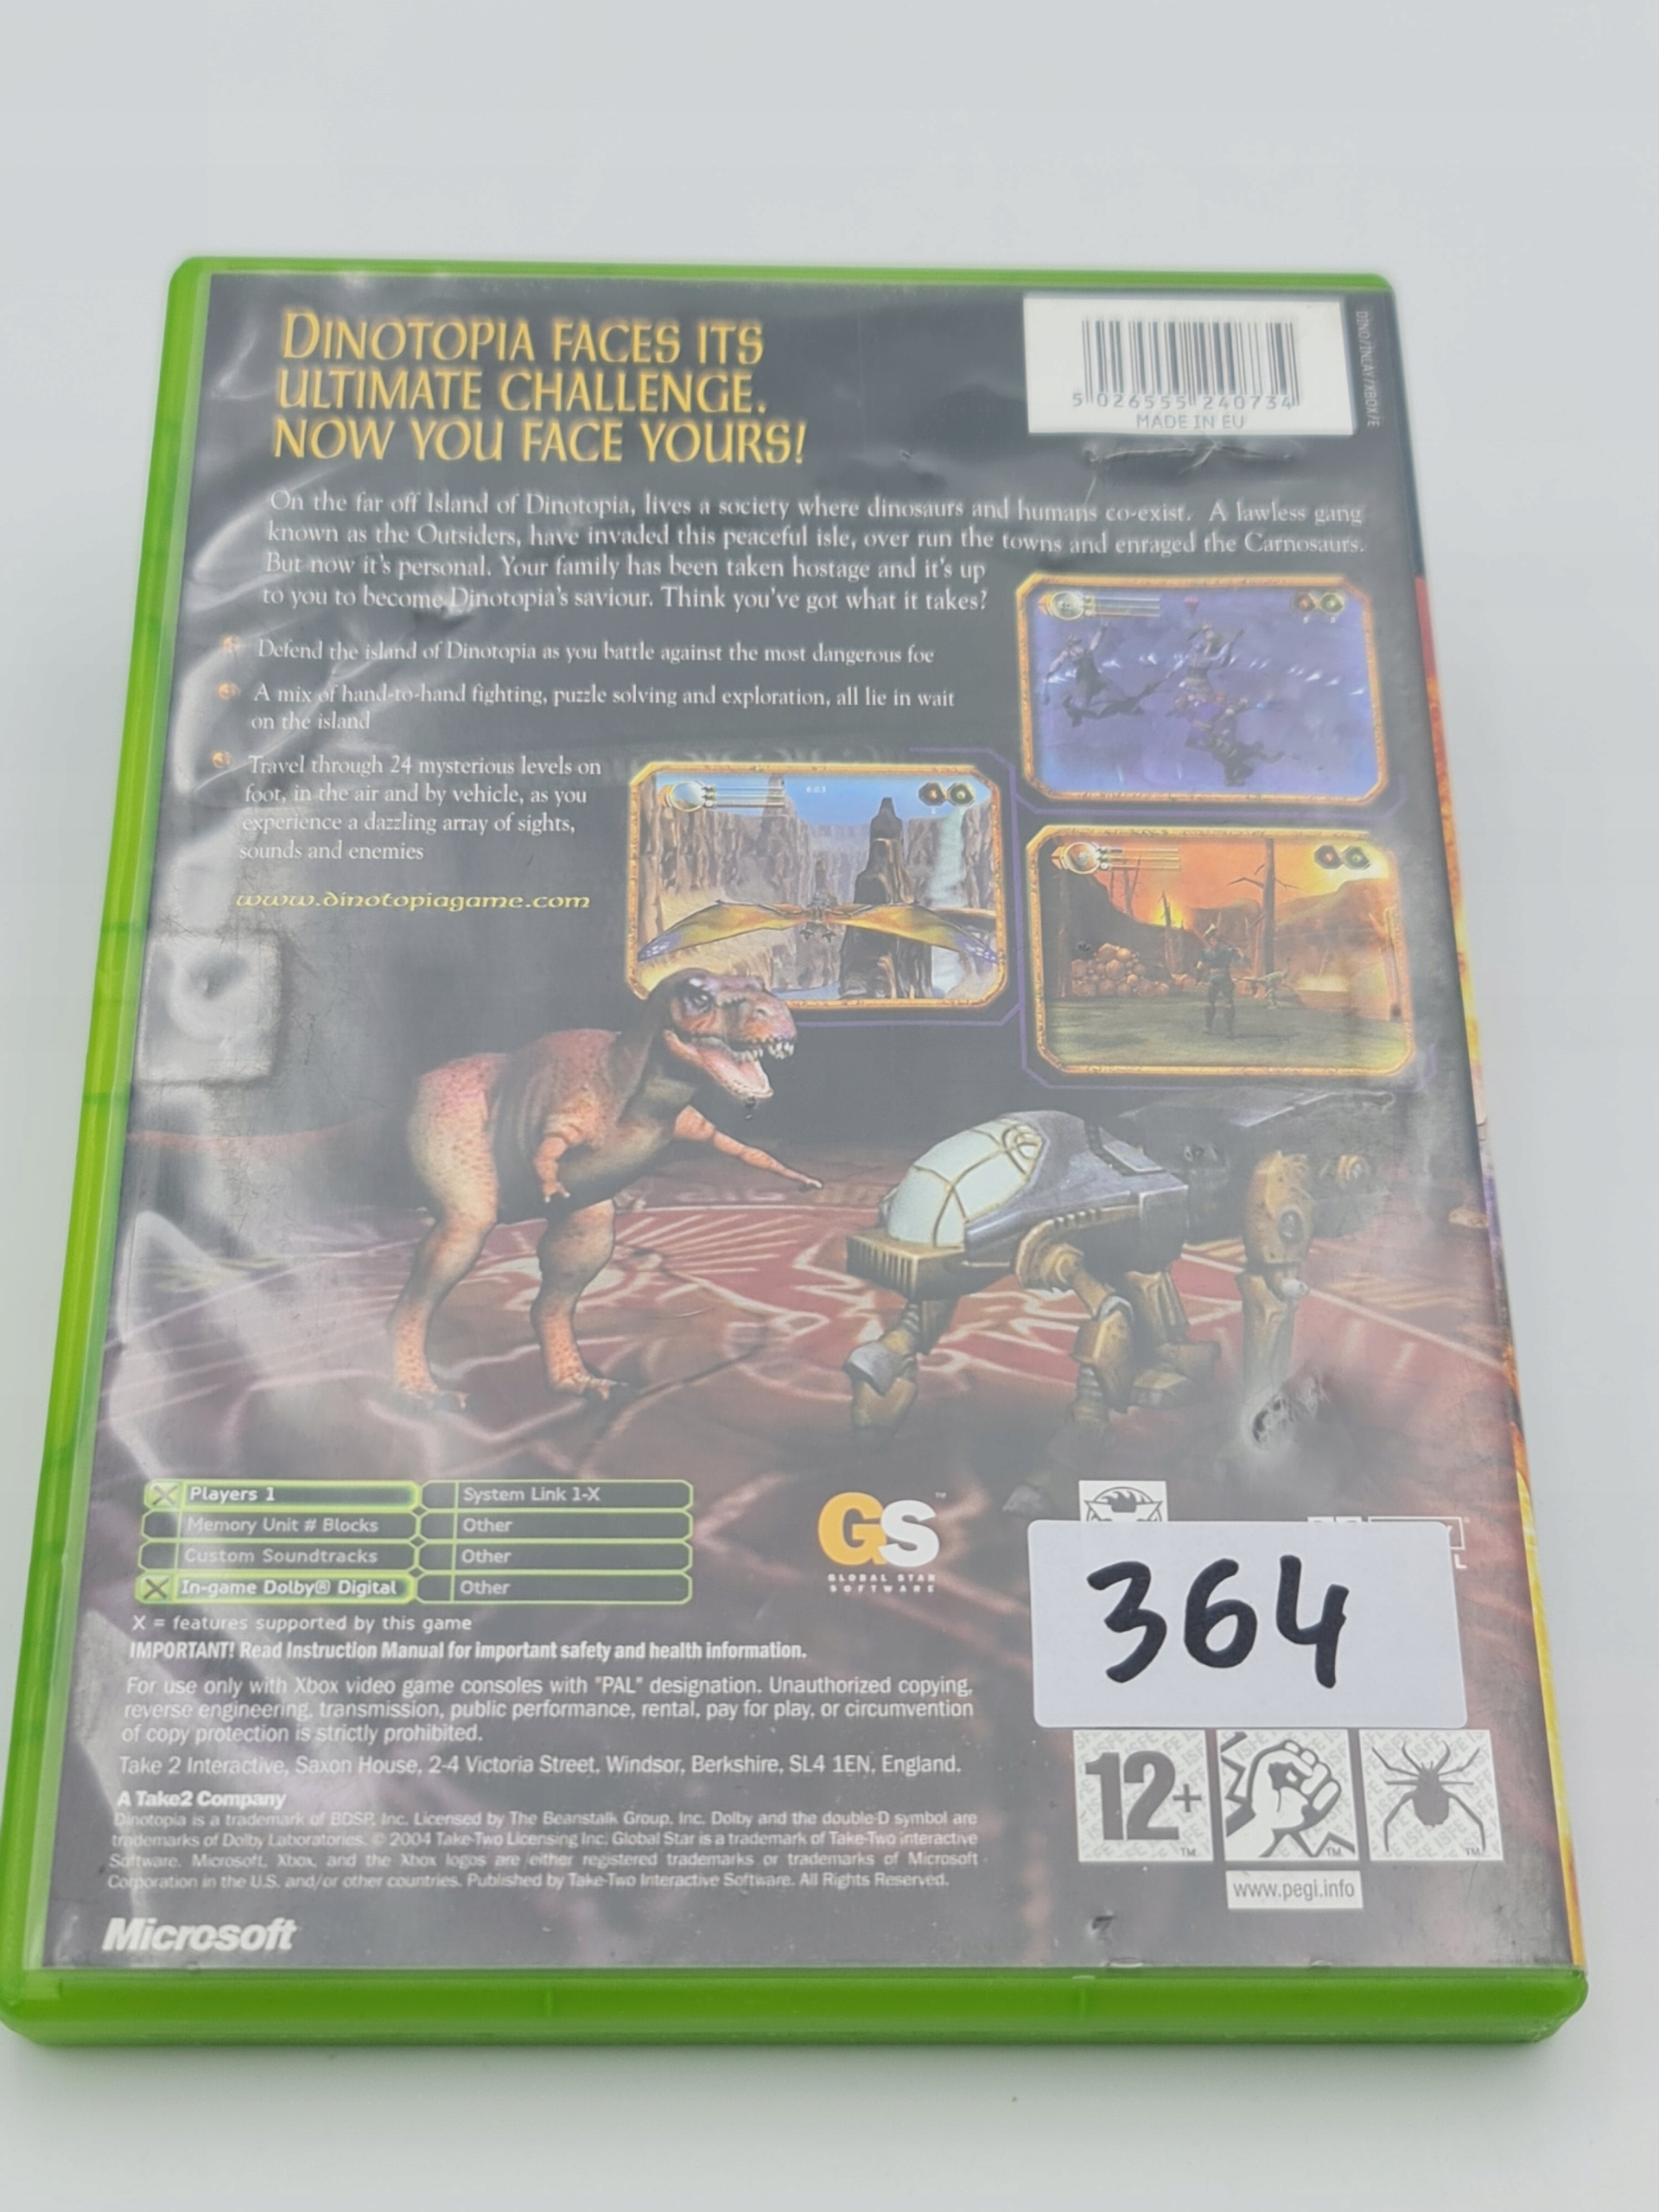 DINOTOPIA FACES ITS
ULTIMATE CHALLENGE.
NOW YOU FACE YOURS!
5 026555 240734
MADE IN EU
DINO/INLAY/XBOX/E
On the far off Island of Dinotopia, lives a society where dinosaurs and humans co-exist. A lawless gang
known as the Outsiders, have invaded this peaceful isle, over run the towns and enraged the Carnosaurs.
But now it's personal. Your family has been taken hostage and it's up
to you to become Dinotopia's saviour. Think you've got what it takes?
Defend the island of Dinotopia as you battle against the most dangerous foe
A mix of hand-to-hand fighting, puzzle solving and exploration, all lie in wait
on the island
Travel through 24 mysterious levels on
foot, in the air and by vehicle, as you
experience a dazzling array of sights,
sounds and enemies
www.dinotopiagame.com
Players 1 System Link 1-X
Memory Unit # Blocks Other
Custom Soundtracks Other
In-game Dolby® Digital Other
X = features supported by this game
GS™
GLOBAL STAR
SOFTWARE
364
IMPORTANT! Read Instruction Manual for important safety and health information.
For use only with Xbox video game consoles with "PAL" designation. Unauthorized copying,
reverse engineering, transmission, public performance, rental, pay for play, or circumvention
of copy protection is strictly prohibited.
Take 2 Interactive, Saxon House, 2-4 Victoria Street, Windsor, Berkshire, SL4 1EN, England.
A Take2 Company
Dinotopia is a trademark of BDSP, Inc. Licensed by The Beanstalk Group, Inc. Dolby and the double-D symbol are
trademarks of Dolby Laboratories. © 2004 Take-Two Licensing Inc. Global Star is a trademark of Take-Two Interactive
Software. Microsoft, Xbox, and the Xbox logos are either registered trademarks or trademarks of Microsoft
Corporation in the U.S. and/or other countries. Published by Take-Two Interactive Software. All Rights Reserved.
12+
www.pegi.info
Microsoft